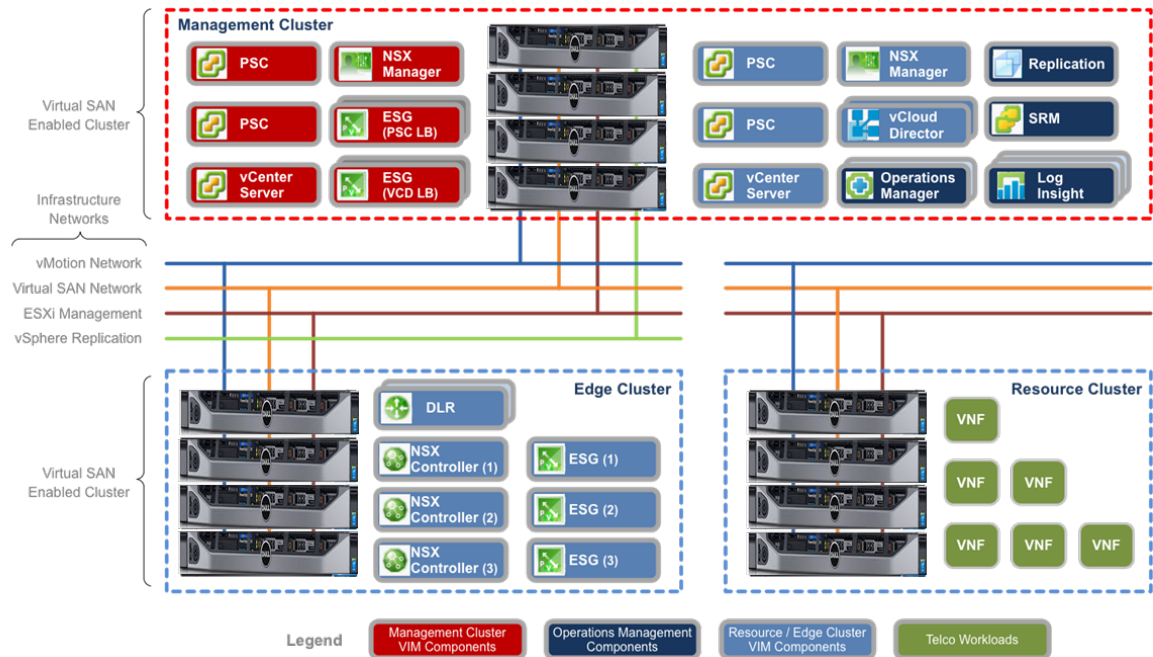 Management Cluster
PSC
NSX
Manager
PSC
NSX
Manager
Replication
Virtual SAN
Enabled Cluster
PSC
ESG
(PSC LB)
PSC
vCloud
Director
SRM
vCenter
Server
ESG
(VCD LB)
vCenter
Server
Operations
Manager
Log
Insight
Infrastructure
Networks
vMotion Network
Virtual SAN Network
ESXi Management
vSphere Replication
Edge Cluster
Resource Cluster
DLR
VNF
NSX
Controller (1)
ESG (1)
Virtual SAN
Enabled Cluster
VNF
VNF
NSX
Controller (2)
ESG (2)
NSX
Controller (3)
ESG (3)
VNF
VNF
VNF
Legend
Management Cluster
VIM Components
Operations Management
Components
Resource / Edge Cluster
VIM Components
Telco Workloads